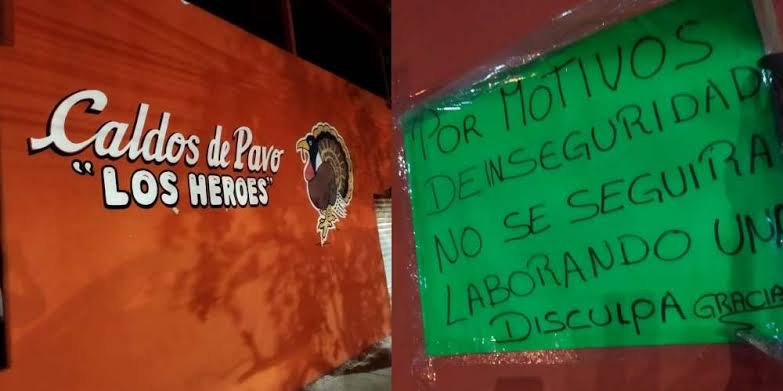 Caldos de Pavo
"LOS HEROES"
POR MOTIVOS
DE INSEGURIDAD
NO SE SEGUIRA
LABORANDO UNA
DISCULPA GRACIA